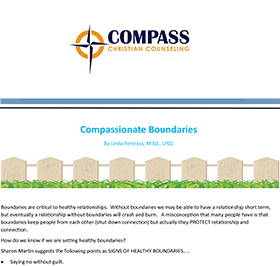 COMPASS
CHRISTIAN COUNSELING
Compassionate Boundaries
By Linda Fentress, M.Ed., LPCC
Boundaries are critical to healthy relationships.  Without boundaries we may be able to have a relationship short term,
but eventually a relationship without boundaries will crash and burn.   A misconception that many people have is that
boundaries keep people from each other (shut down connection) but actually they PROTECT relationship and
connection.
How do we know if we are setting healthy boundaries?
Sharon Martin suggests the following points as SIGNS OF HEALTHY BOUNDARIES.....
• Saying no without guilt.